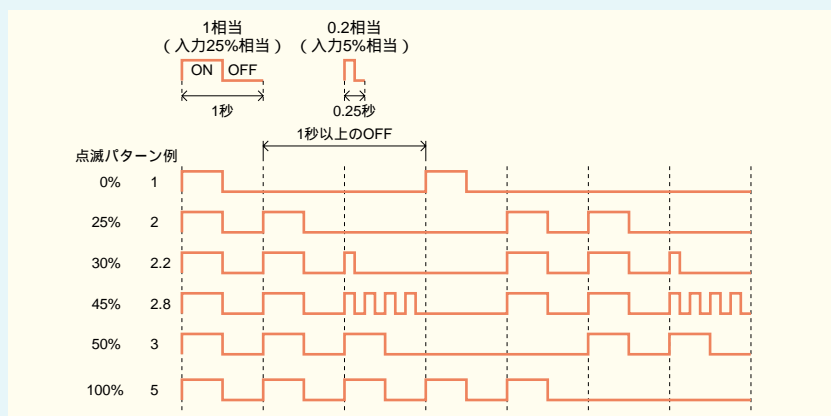 1相当
（入力25%相当）
0.2相当
（入力5%相当）
ON OFF
1秒
0.25秒
1秒以上のOFF
点滅パターン例
0% 1
25% 2
30% 2.2
45% 2.8
50% 3
100% 5